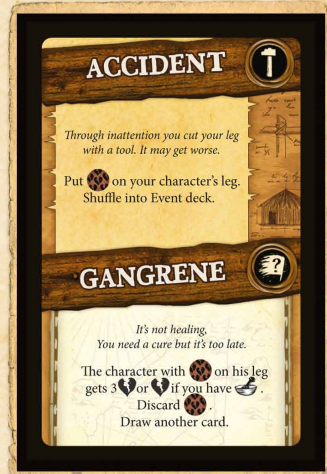 ACCIDENT
Through inattention you cut your leg
with a tool. It may get worse.
Put on your character's leg.
Shuffle into Event deck.
?
GANGRENE
It's not healing,
You need a cure but it's too late.
The character with on his leg
gets 3 or if you have .
Discard .
Draw another card.